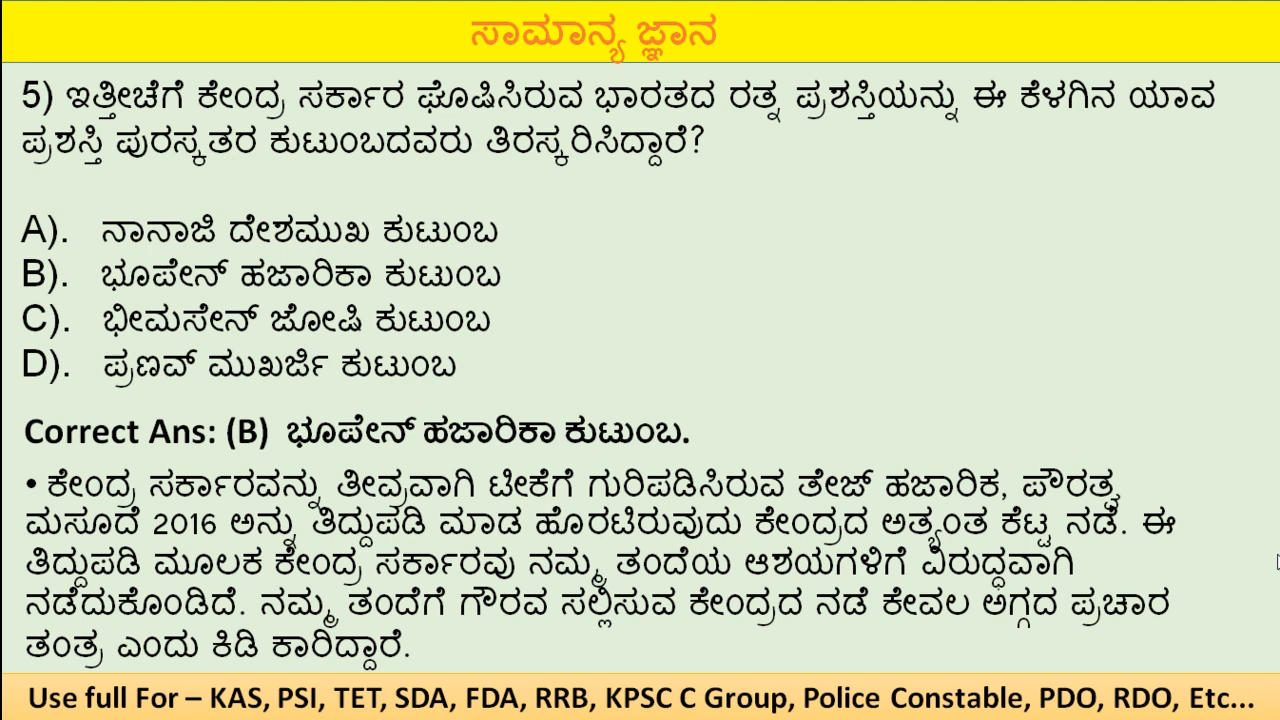 ಸಾಮಾನ್ಯ ಜ್ಞಾನ
5) ಇತ್ತೀಚೆಗೆ ಕೇಂದ್ರ ಸರ್ಕಾರ ಘೊಷಿಸಿರುವ ಭಾರತದ ರತ್ನ ಪ್ರಶಸ್ತಿಯನ್ನು ಈ ಕೆಳಗಿನ ಯಾವ
ಪ್ರಶಸ್ತಿ ಪುರಸ್ಕತರ ಕುಟುಂಬದವರು ತಿರಸ್ಕರಿಸಿದ್ದಾರೆ?
A). ನಾನಾಜಿ ದೇಶಮುಖ ಕುಟುಂಬ
B). ಭೂಪೇನ್ ಹಜಾರಿಕಾ ಕುಟುಂಬ
C). ಭೀಮಸೇನ್ ಜೋಷಿ ಕುಟುಂಬ
D). ಪ್ರಣವ್ ಮುಖರ್ಜಿ ಕುಟುಂಬ
Correct Ans: (B) ಭೂಪೇನ್ ಹಜಾರಿಕಾ ಕುಟುಂಬ.
• ಕೇಂದ್ರ ಸರ್ಕಾರವನ್ನು ತೀವ್ರವಾಗಿ ಟೀಕೆಗೆ ಗುರಿಪಡಿಸಿರುವ ತೇಜ್ ಹಜಾರಿಕ, ಪೌರತ್ವ
ಮಸೂದೆ 2016 ಅನ್ನು ತಿದ್ದುಪಡಿ ಮಾಡ ಹೊರಟಿರುವುದು ಕೇಂದ್ರದ ಅತ್ಯಂತ ಕೆಟ್ಟ ನಡೆ. ಈ
ತಿದ್ದುಪಡಿ ಮೂಲಕ ಕೇಂದ್ರ ಸರ್ಕಾರವು ನಮ್ಮ ತಂದೆಯ ಆಶಯಗಳಿಗೆ ವಿರುದ್ಧವಾಗಿ
ನಡೆದುಕೊಂಡಿದೆ. ನಮ್ಮ ತಂದೆಗೆ ಗೌರವ ಸಲ್ಲಿಸುವ ಕೇಂದ್ರದ ನಡೆ ಕೇವಲ ಅಗ್ಗದ ಪ್ರಚಾರ
ತಂತ್ರ ಎಂದು ಕಿಡಿ ಕಾರಿದ್ದಾರೆ.
Use full For – KAS, PSI, TET, SDA, FDA, RRB, KPSC C Group, Police Constable, PDO, RDO, Etc...